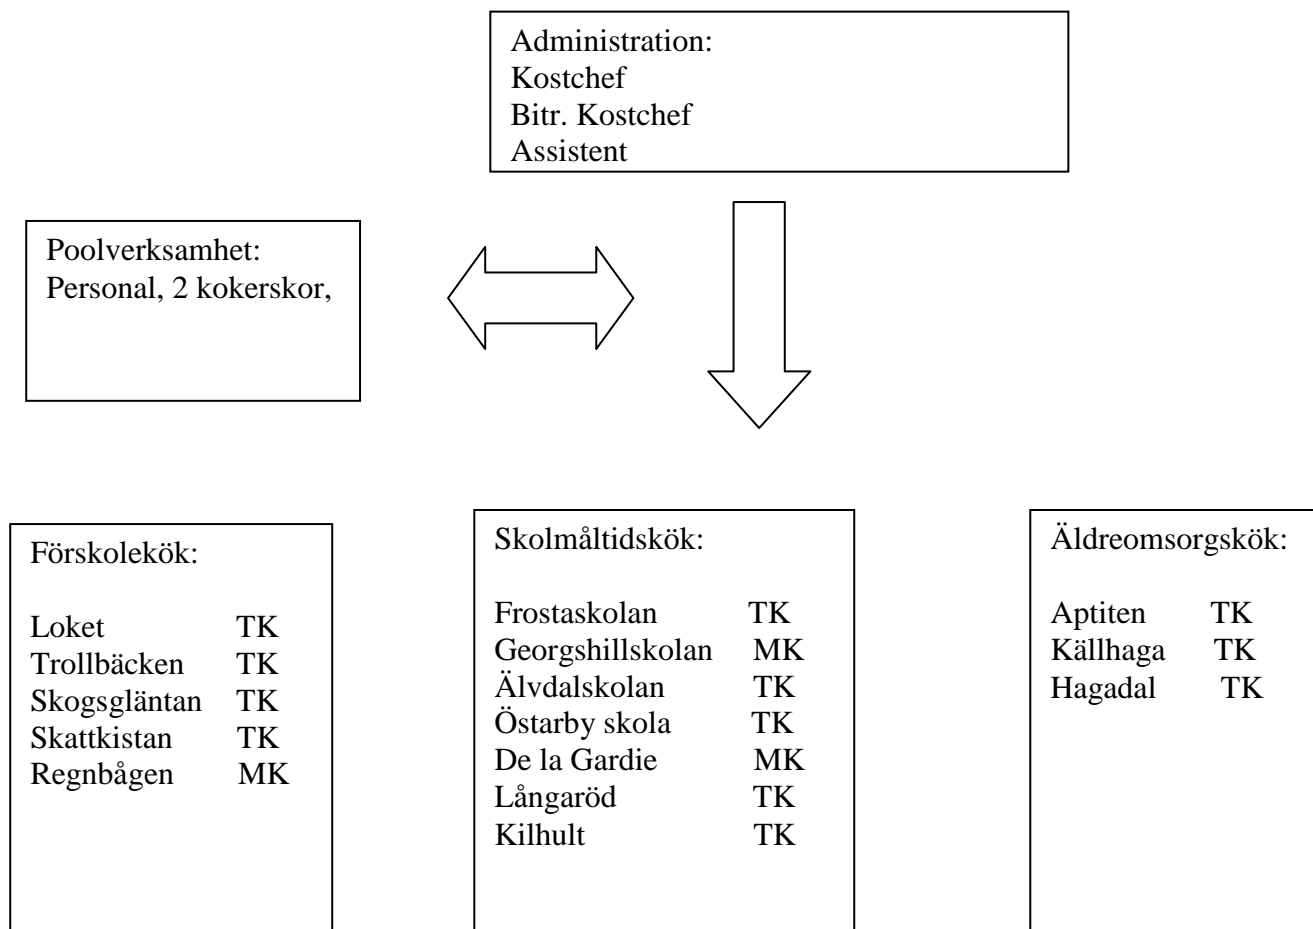 Administration:
Kostchef
Bitr. Kostchef
Assistent
Poolverksamhet:
Personal, 2 kokerskor,
Förskolekök:
Loket TK
Trollbäcken TK
Skogsgläntan TK
Skattkistan TK
Regnbågen MK
Skolmåltidskök:
Frostaskolan TK
Georgshillskolan MK
Älvdalskolan TK
Östarby skola TK
De la Gardie MK
Långaröd TK
Kilhult TK
Äldreomsorgskök:
Aptiten TK
Källhaga TK
Hagadal TK